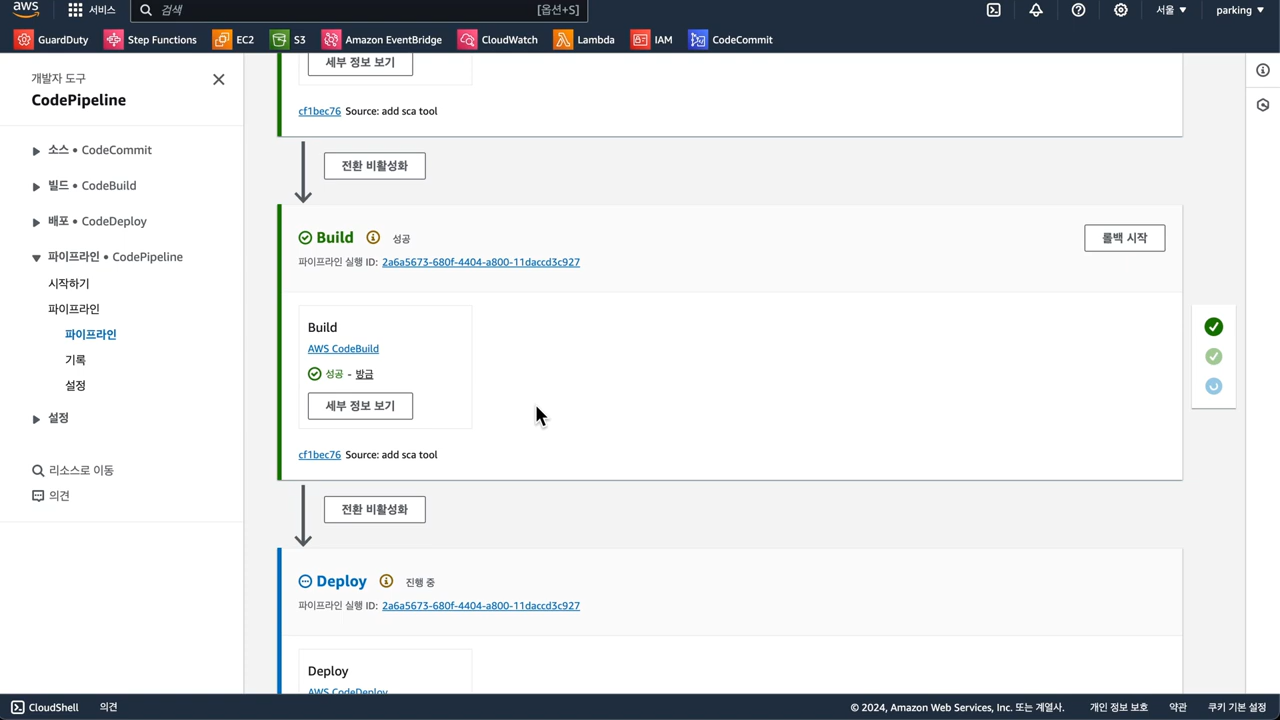 aws
서비스
검색
[옵션+S]
서울 ▼
parking ▼
GuardDuty
Step Functions
EC2
S3
Amazon EventBridge
CloudWatch
Lambda
IAM
CodeCommit
개발자 도구
CodePipeline
소스 • CodeCommit
빌드 • CodeBuild
배포 • CodeDeploy
파이프라인 • CodePipeline
시작하기
파이프라인
파이프라인
기록
설정
설정
리소스로 이동
의견
세부 정보 보기
cf1bec76 Source: add sca tool
전환 비활성화
Build 성공
롤백 시작
파이프라인 실행 ID: 2a6a5673-680f-4404-a800-11daccd3c927
Build
AWS CodeBuild
성공 - 방금
세부 정보 보기
cf1bec76 Source: add sca tool
전환 비활성화
Deploy 진행 중
파이프라인 실행 ID: 2a6a5673-680f-4404-a800-11daccd3c927
Deploy
AWS CodeDeploy
CloudShell
의견
© 2024, Amazon Web Services, Inc. 또는 계열사.
개인 정보 보호
약관
쿠키 기본 설정